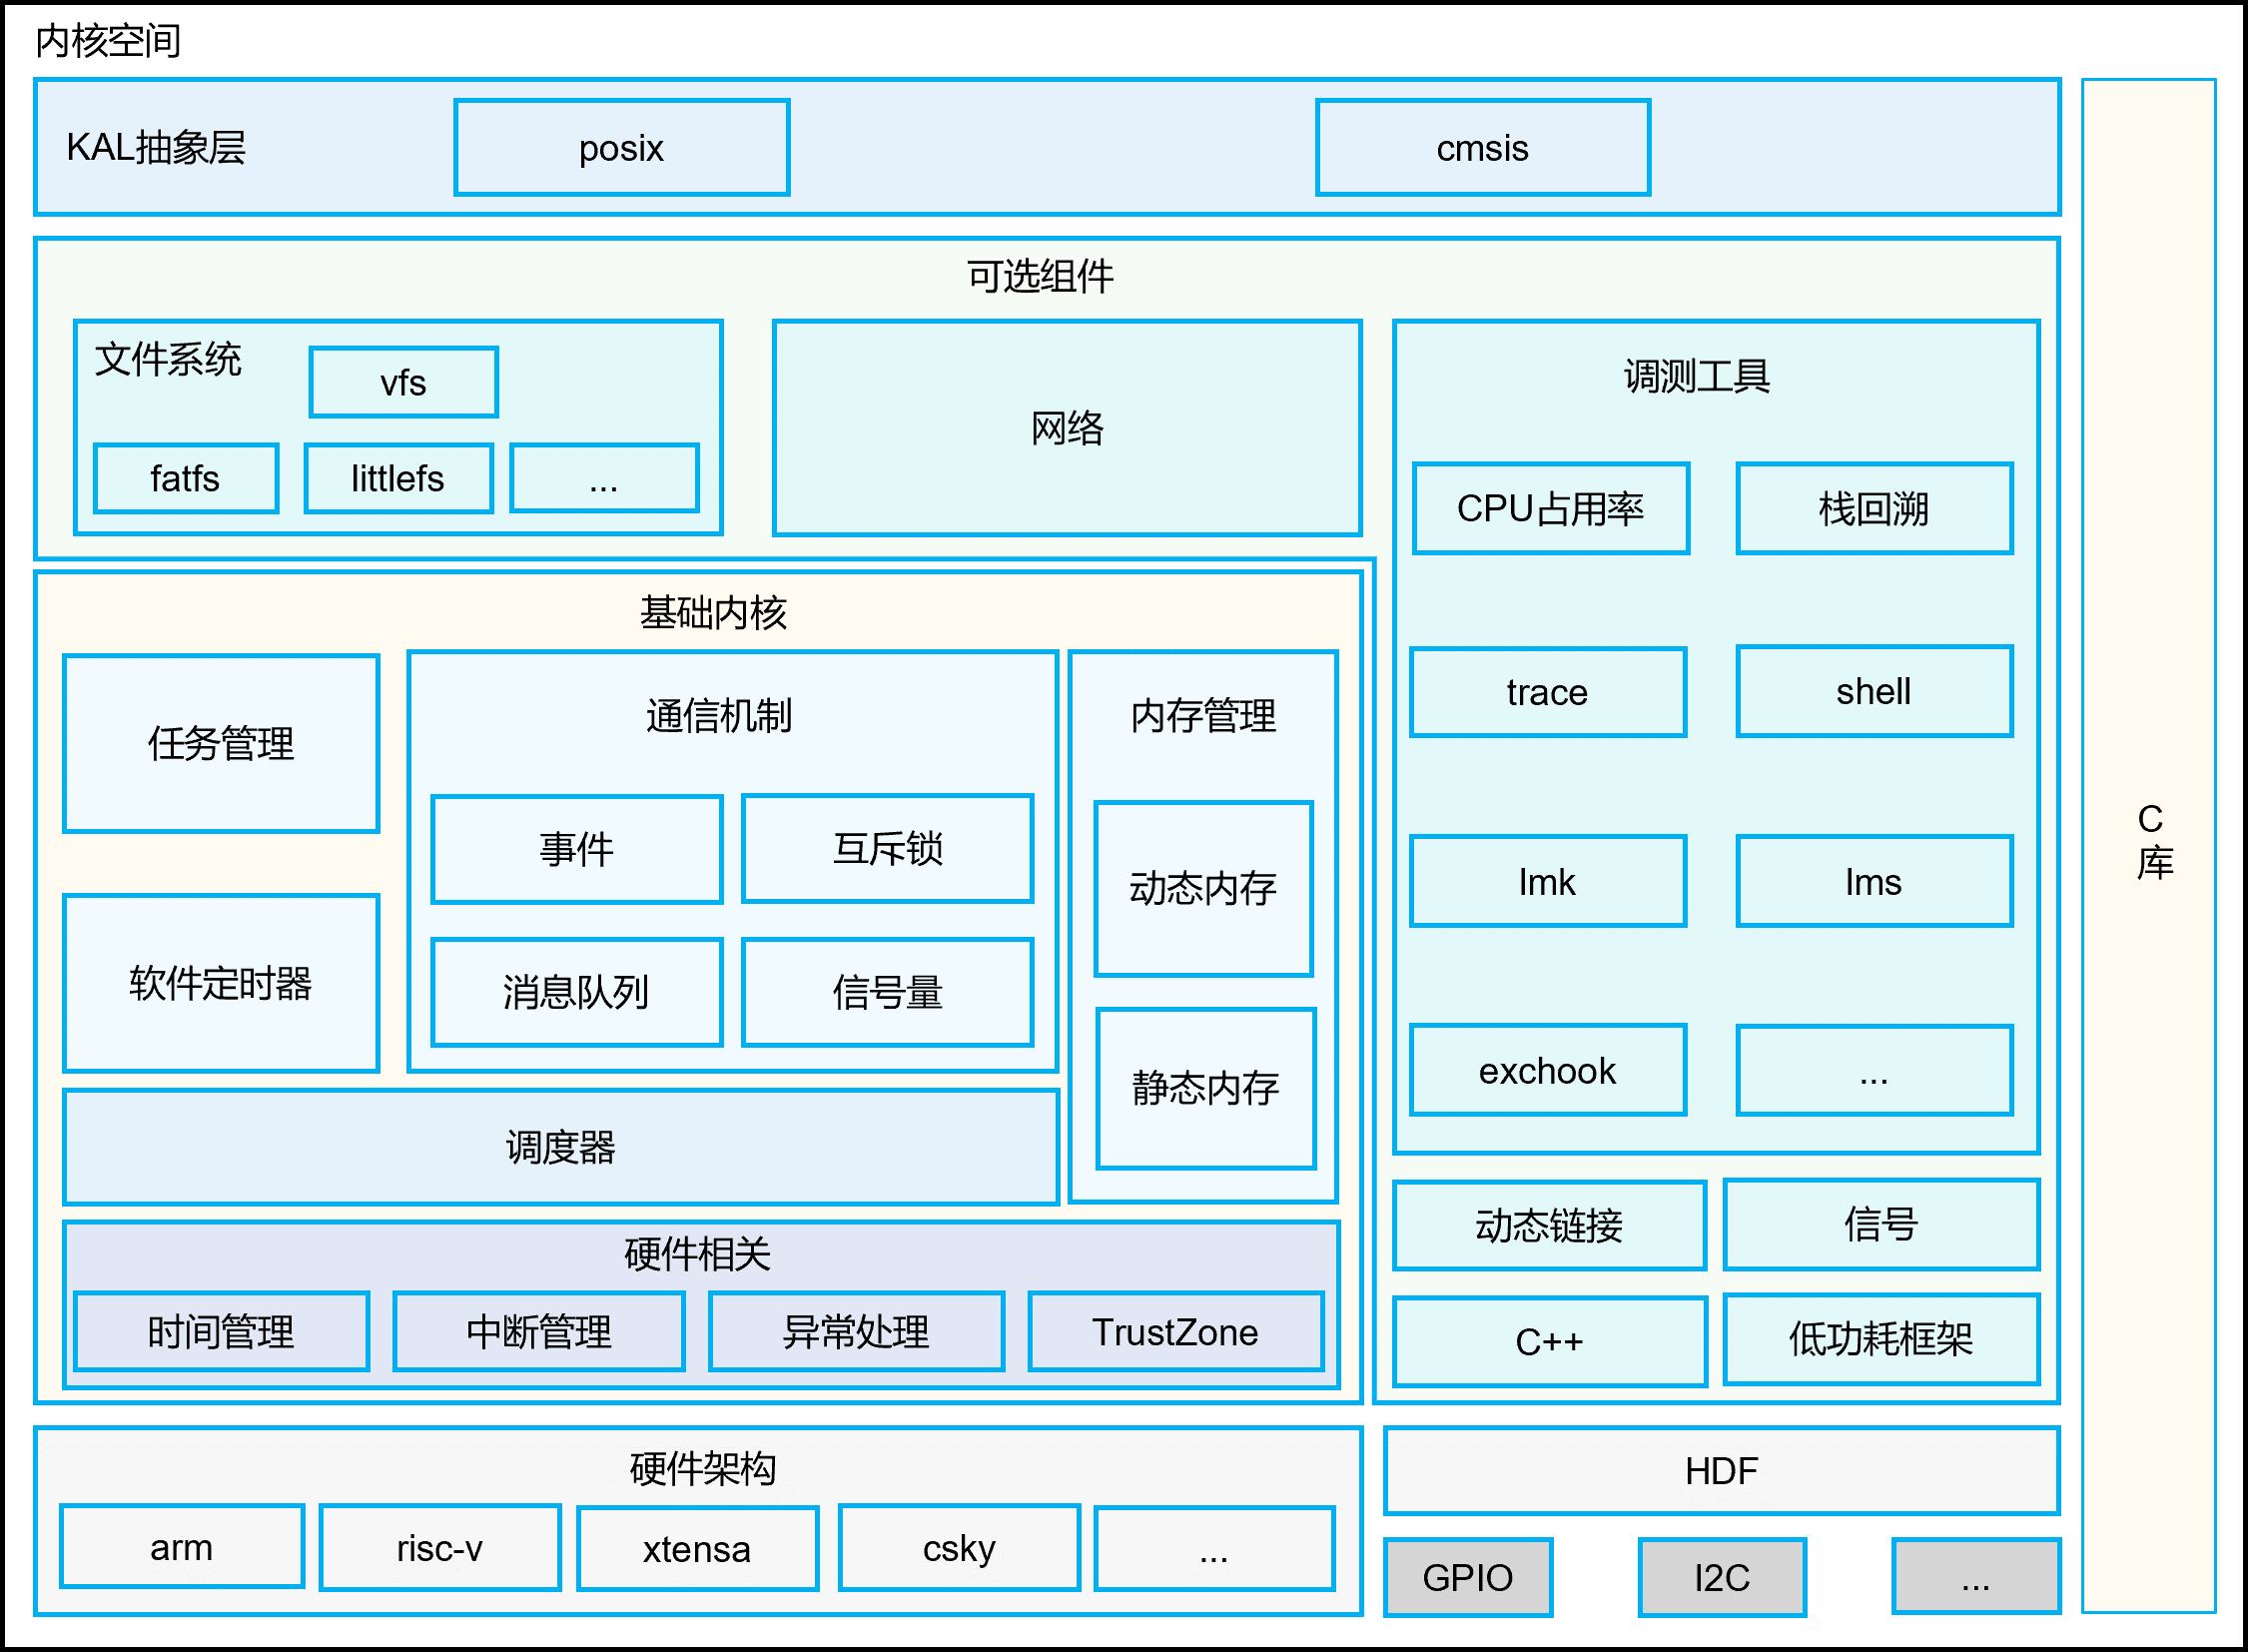 内核空间
KAL抽象层
posix
cmsis
可选组件
文件系统
vfs
fatfs
littlefs
...
网络
调测工具
CPU占用率
栈回溯
trace
shell
lmk
lms
exchook
...
动态链接
信号
C++
低功耗框架
基础内核
任务管理
软件定时器
通信机制
事件
互斥锁
消息队列
信号量
内存管理
动态内存
静态内存
调度器
硬件相关
时间管理
中断管理
异常处理
TrustZone
硬件架构
arm
risc-v
xtensa
csky
...
HDF
GPIO
I2C
...
C
库